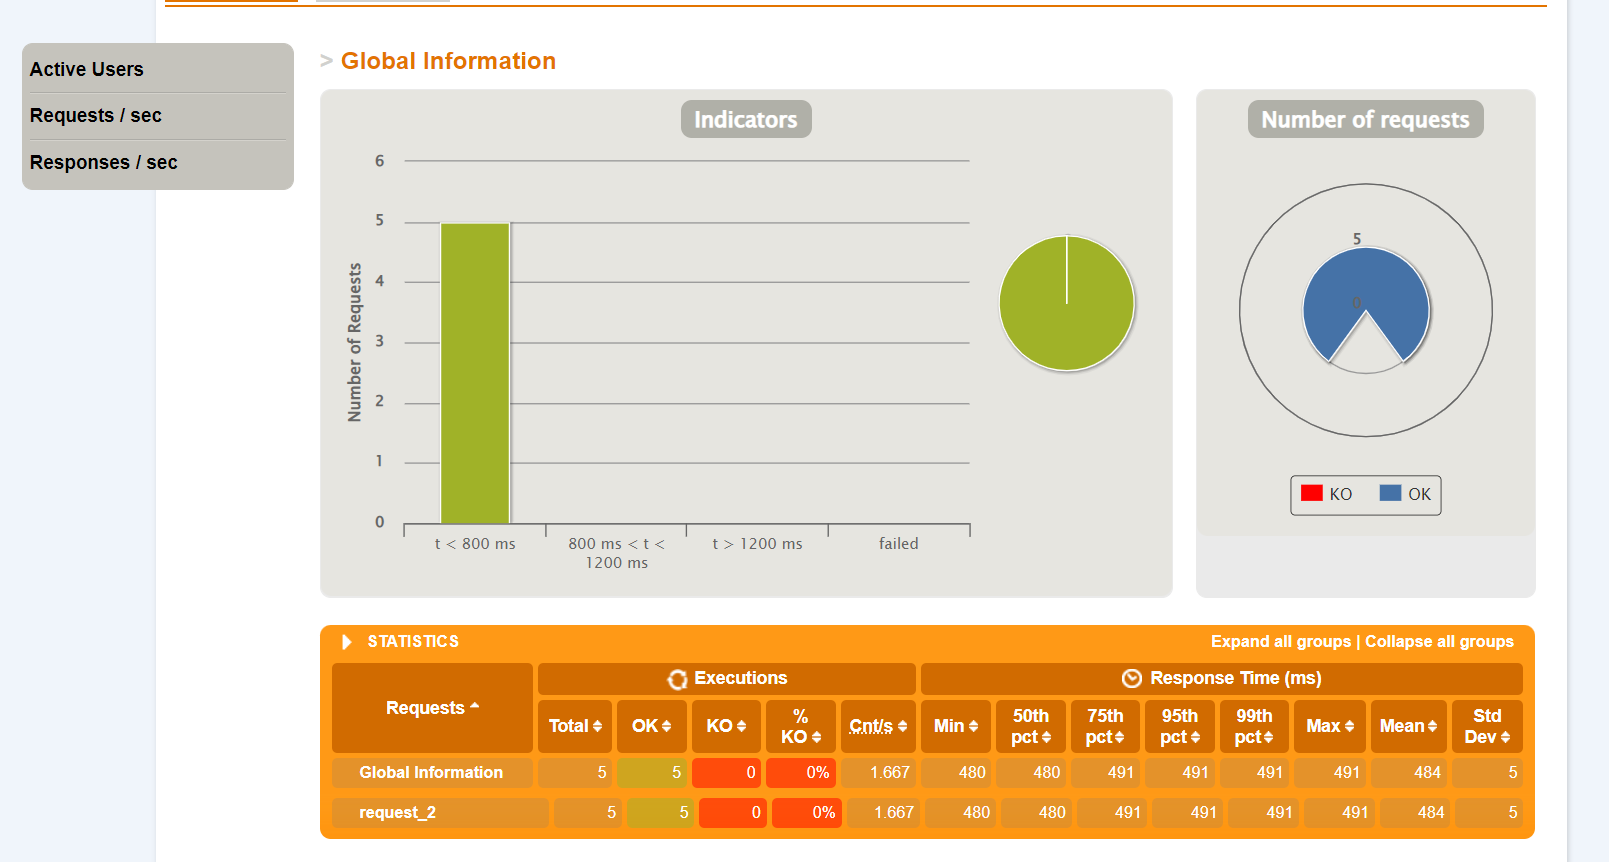 Active Users
Requests / sec
Responses / sec
> Global Information
Indicators
Number of Requests
6
5
4
3
2
1
0
t < 800 ms
800 ms < t <
1200 ms
t > 1200 ms
failed
Number of requests
5
0
KO OK
STATISTICS Expand all groups | Collapse all groups
Requests Executions Response Time (ms)
Total OK KO % KO Cnt/s Min 50th pct 75th pct 95th pct 99th pct Max Mean Std Dev
Global Information 5 5 0 0% 1.667 480 480 491 491 491 491 484 5
request_2 5 5 0 0% 1.667 480 480 491 491 491 491 484 5